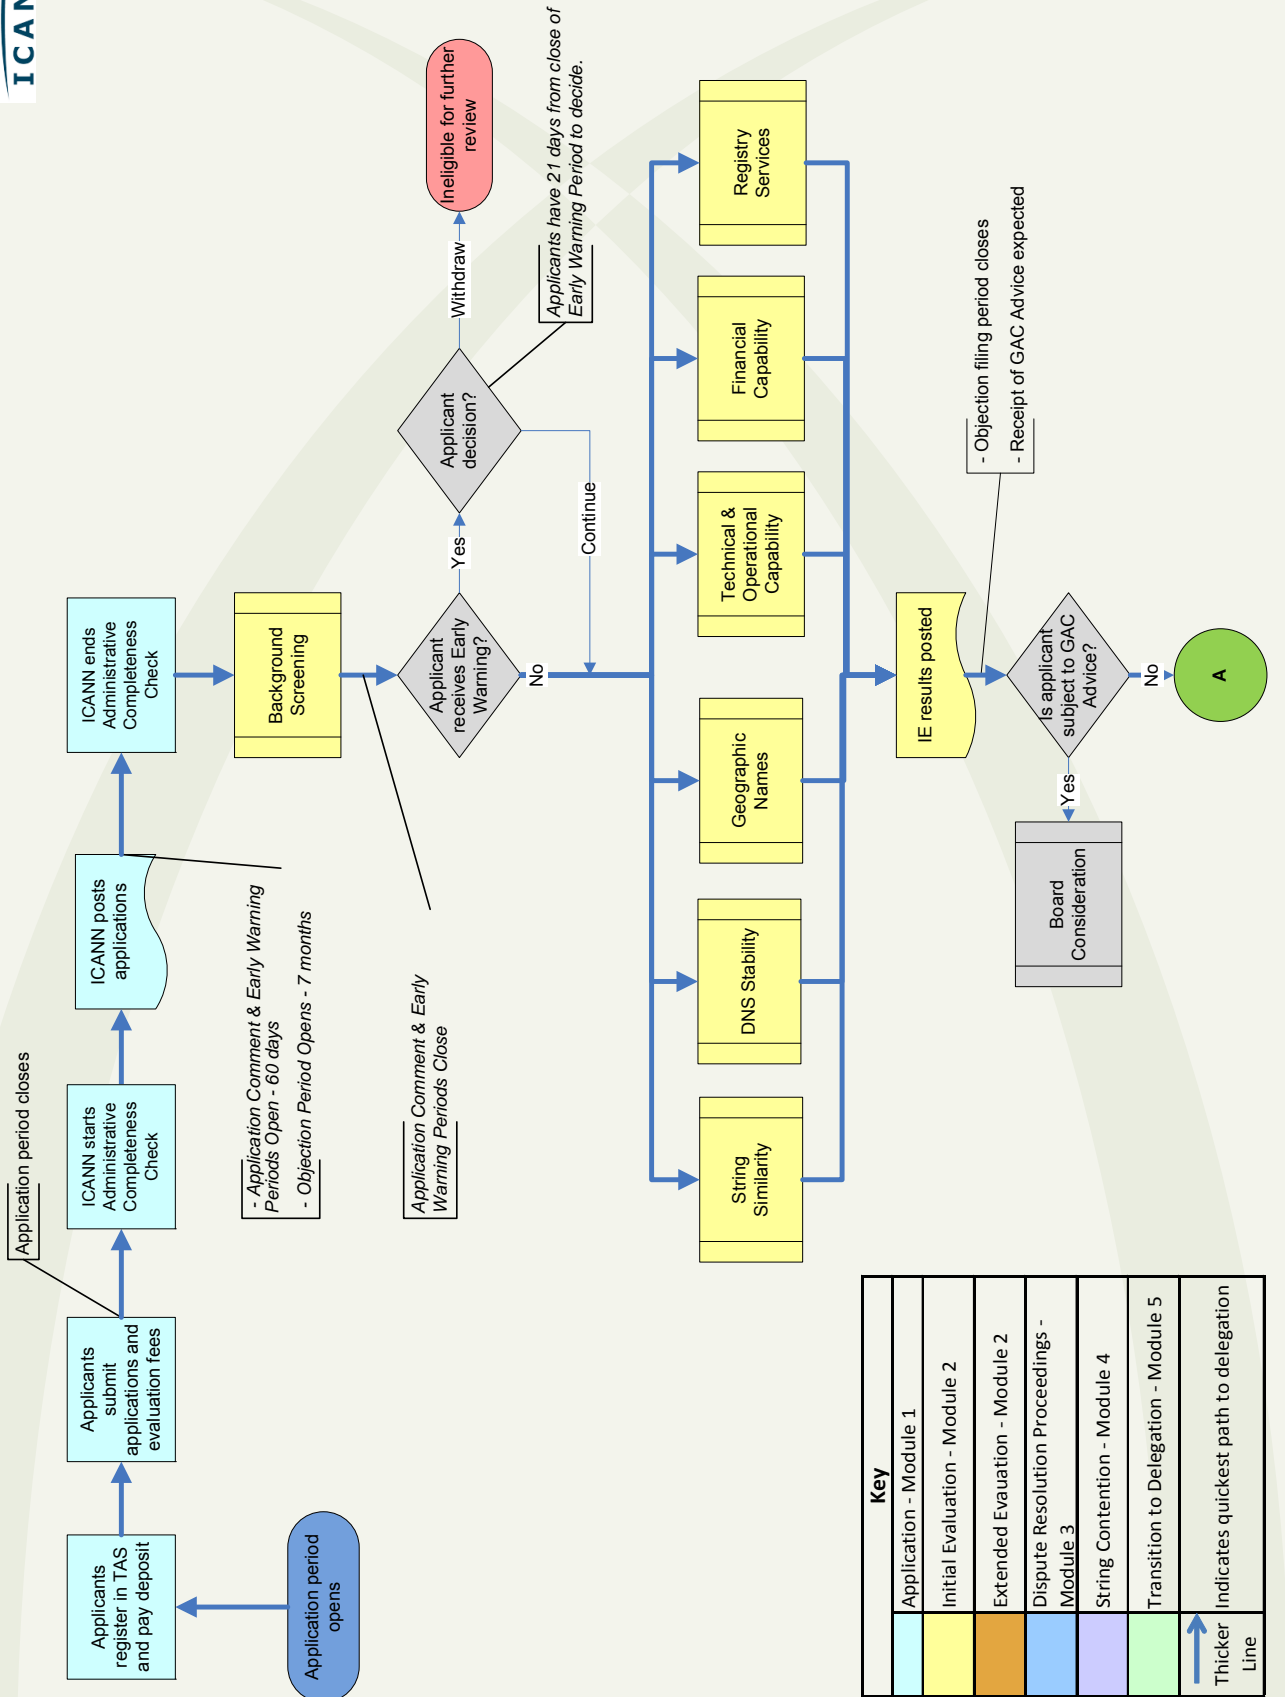 ICAN
Application period
opens
Applicants
register in TAS
and pay deposit
Applicants
submit
applications and
evaluation fees
Application period closes
ICANN starts
Administrative
Completeness
Check
ICANN posts
applications
- Application Comment & Early Warning
Periods Open - 60 days
- Objection Period Opens - 7 months
ICANN ends
Administrative
Completeness
Check
Background
Screening
Application Comment & Early
Warning Periods Close
Applicant
receives Early
Warning?
Yes
No
Applicant
decision?
Withdraw
Continue
Ineligible for further
review
Applicants have 21 days from close of
Early Warning Period to decide.
String
Similarity
DNS Stability
Geographic
Names
Technical &
Operational
Capability
Financial
Capability
Registry
Services
IE results posted
- Objection filing period closes
- Receipt of GAC Advice expected
Is applicant
subject to GAC
Advice?
Yes
No
Board
Consideration
A
Key
Application - Module 1
Initial Evaluation - Module 2
Extended Evauation - Module 2
Dispute Resolution Proceedings -
Module 3
String Contention - Module 4
Transition to Delegation - Module 5
Thicker
Line
Indicates quickest path to delegation